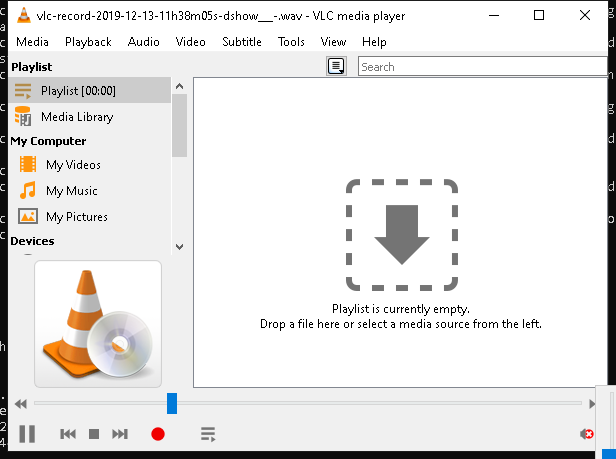 vlc-record-2019-12-13-11h38m05s-dshow___-.wav - VLC media player
Media Playback Audio Video Subtitle Tools View Help
Playlist
Search
Playlist [00:00]
Media Library
My Computer
My Videos
My Music
My Pictures
Devices
Playlist is currently empty.
Drop a file here or select a media source from the left.